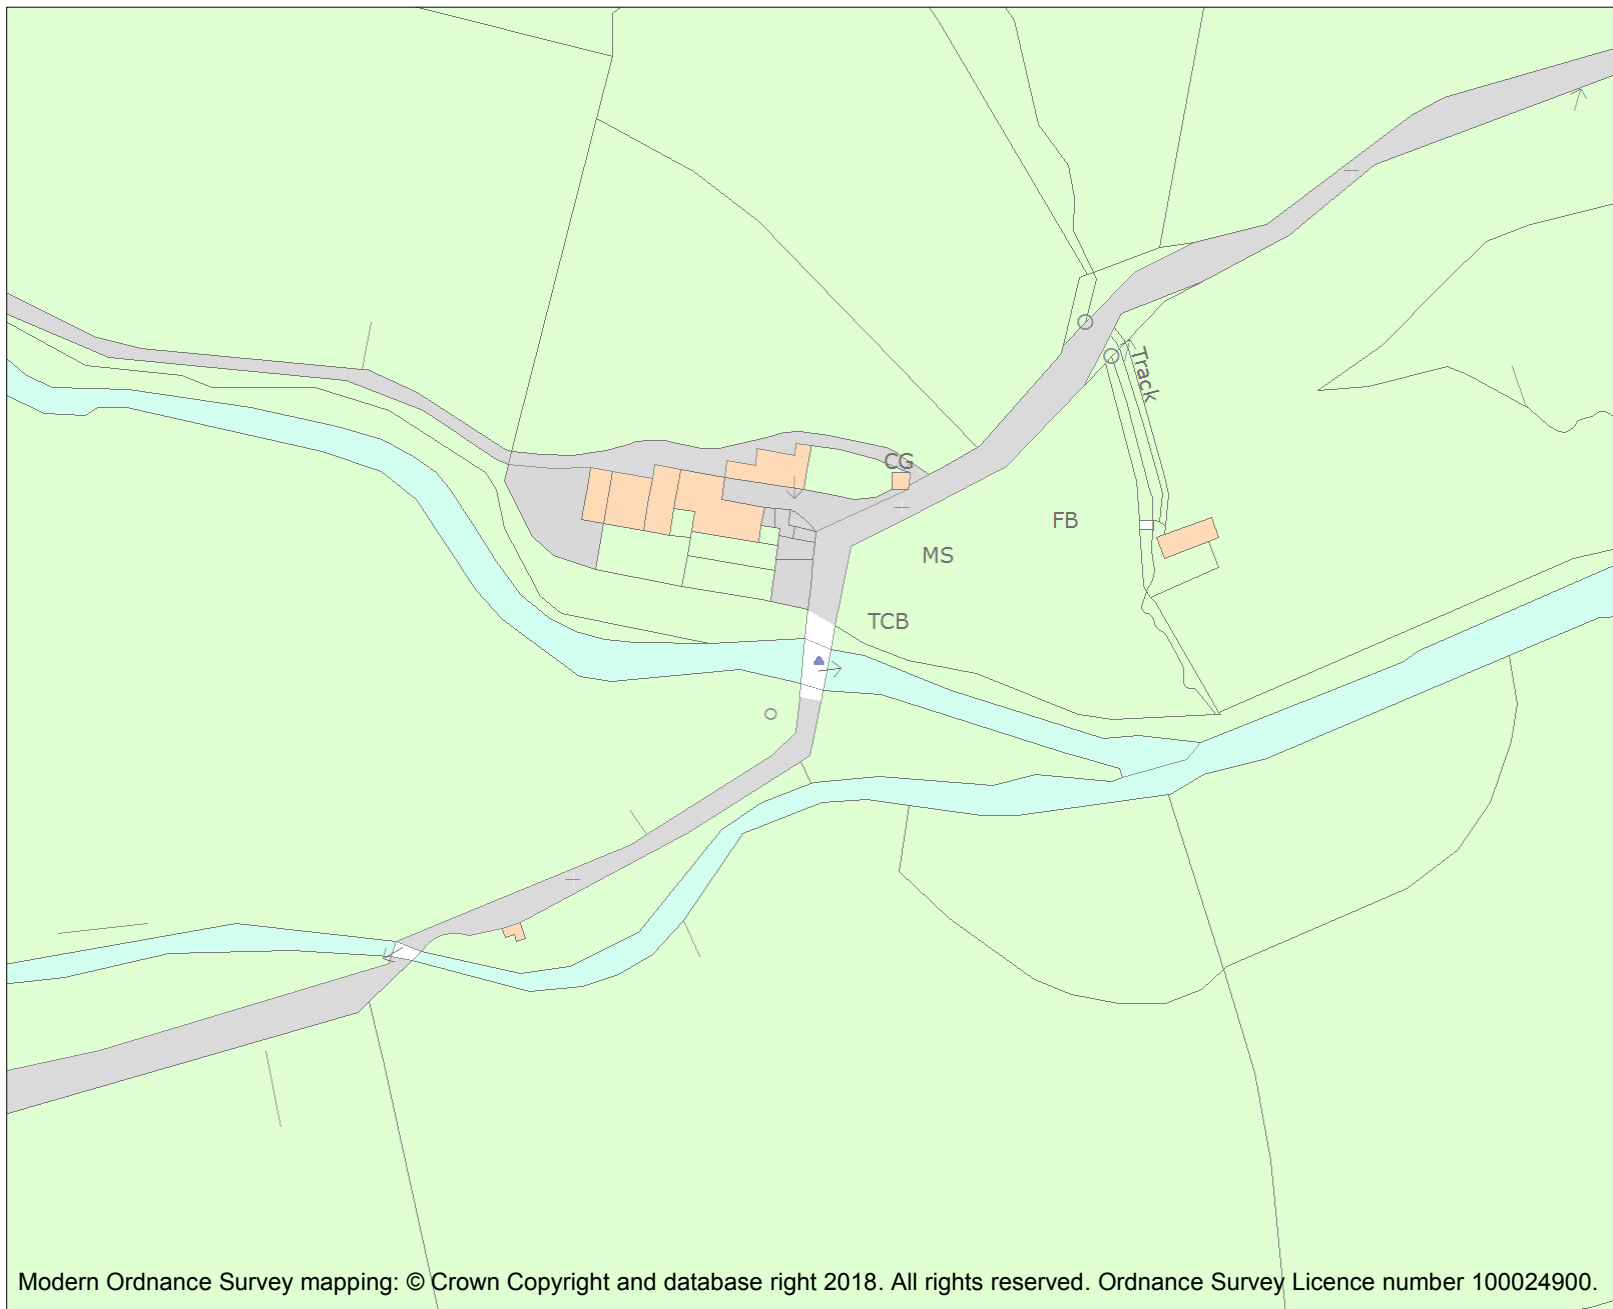 Track
CG
FB
MS
TCB
Modern Ordnance Survey mapping: © Crown Copyright and database right 2018. All rights reserved. Ordnance Survey Licence number 100024900.